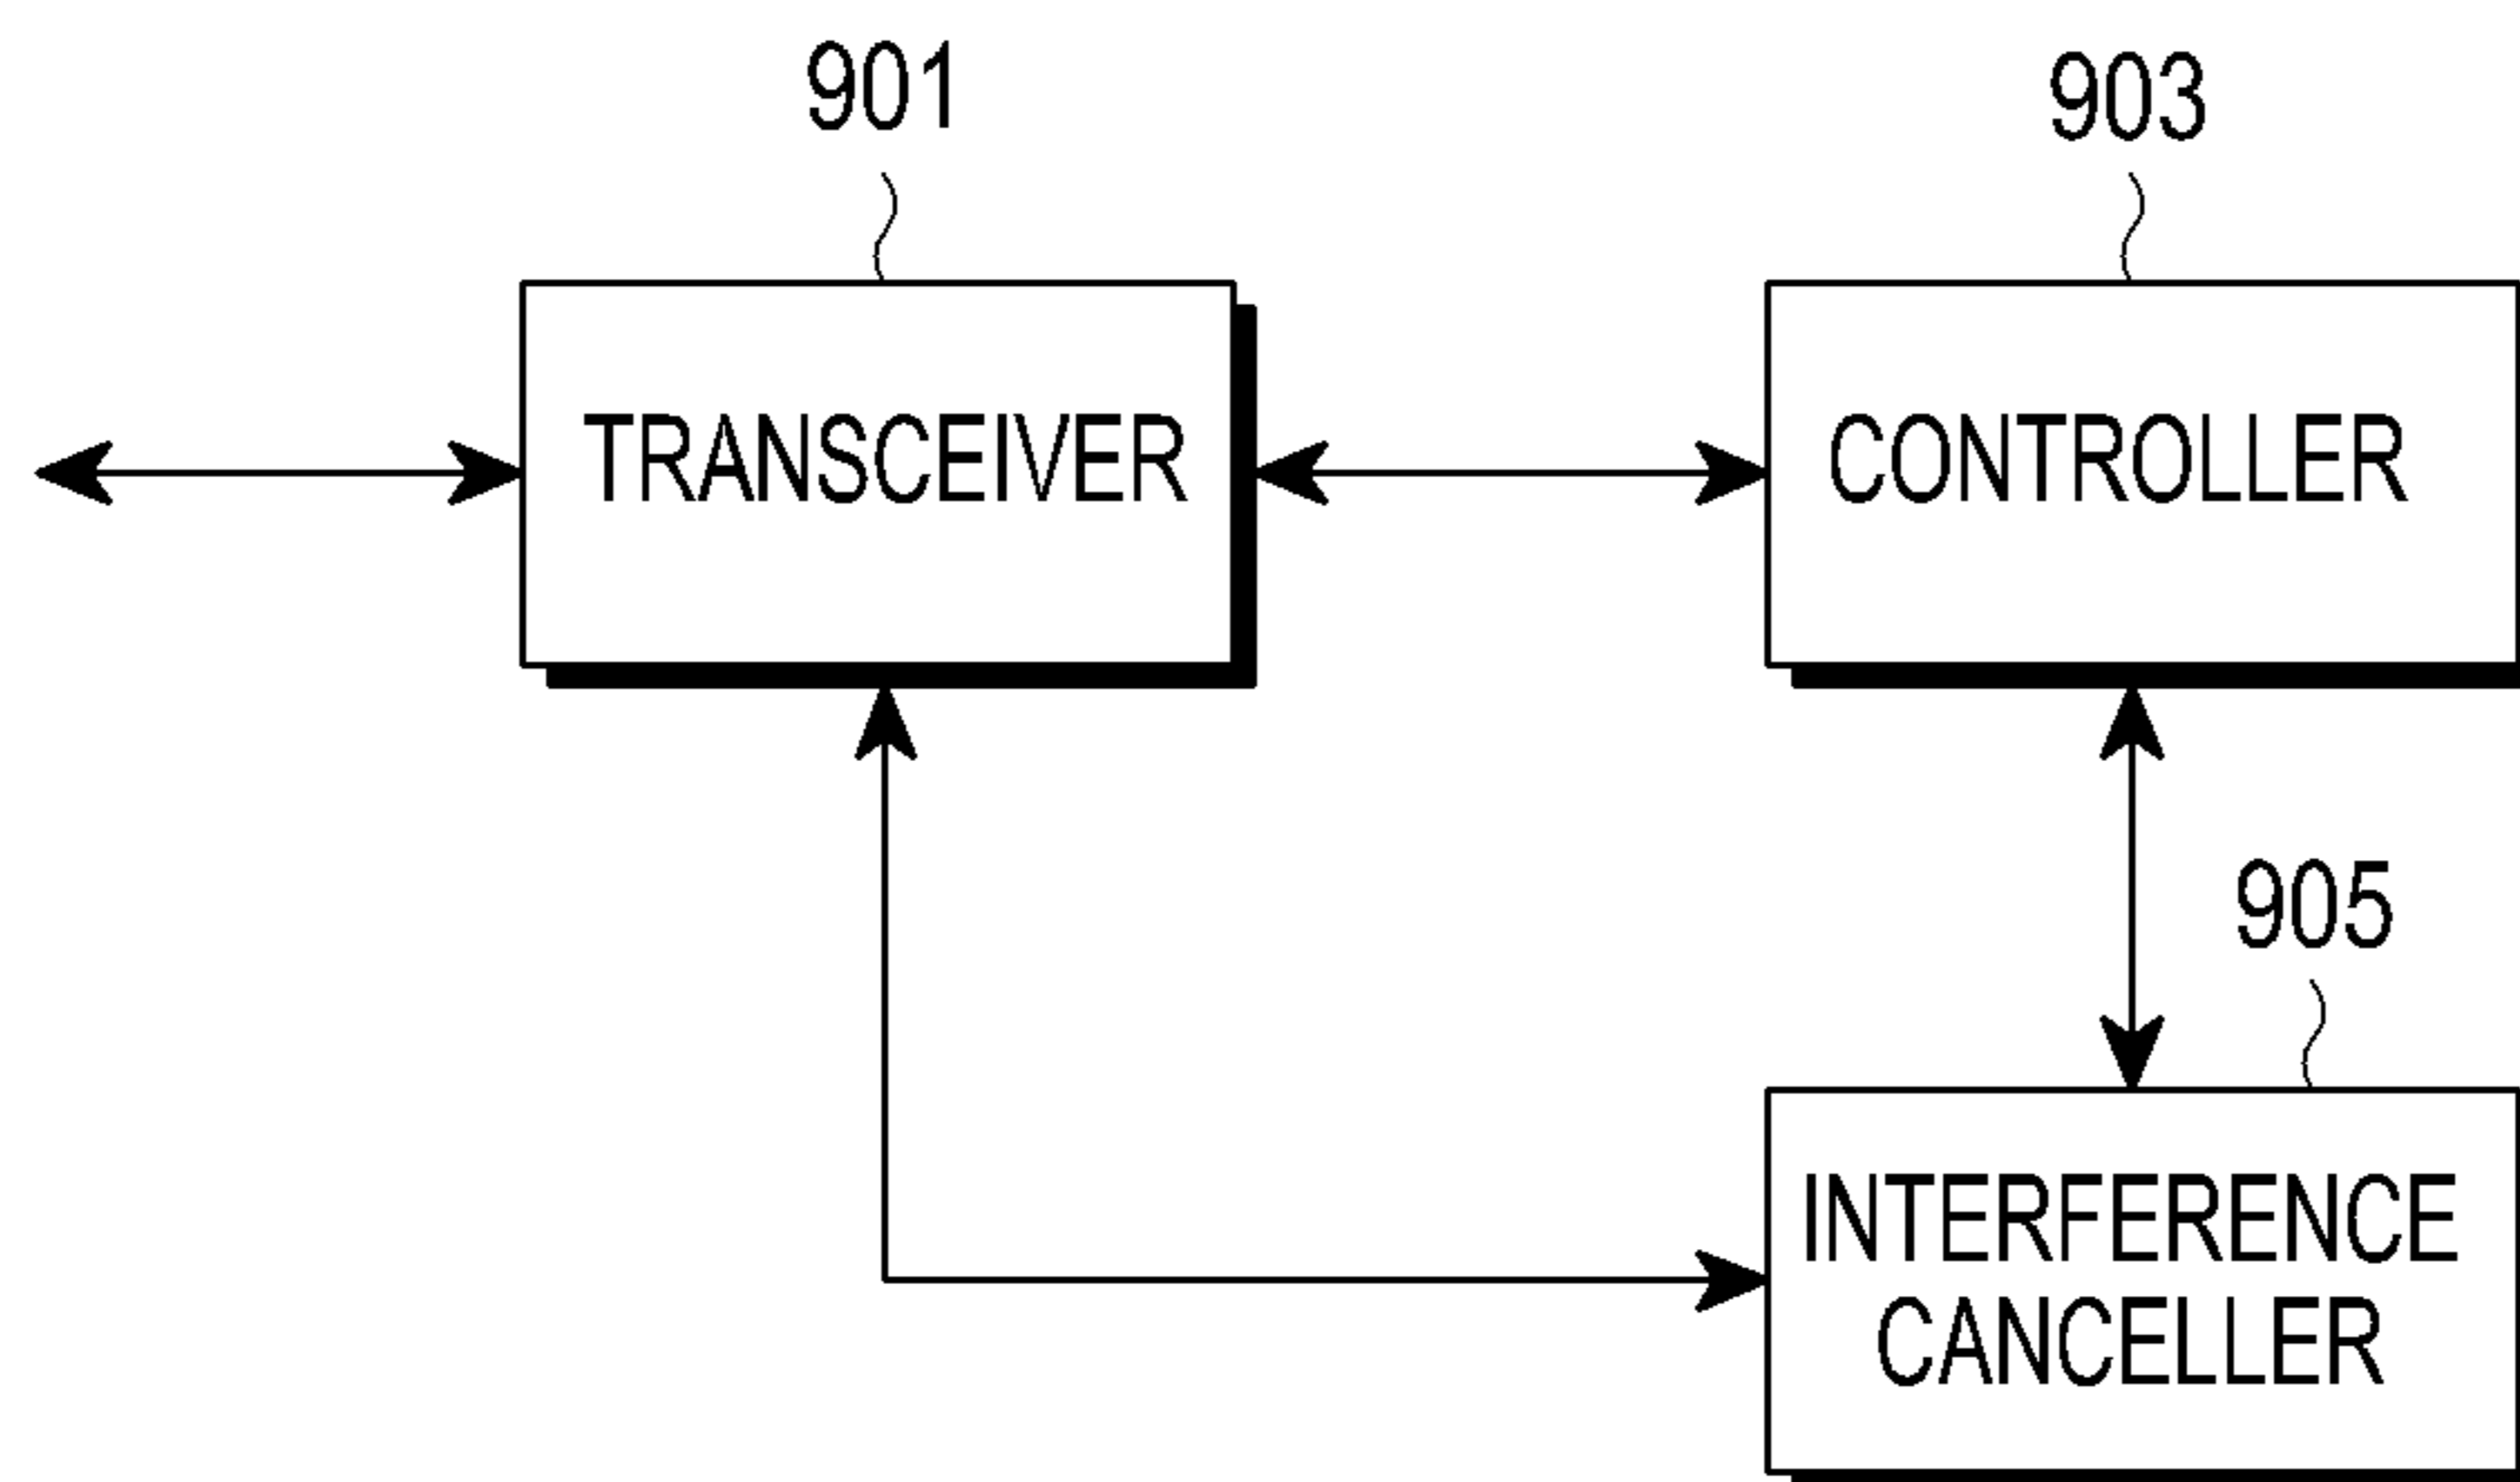 901
903
TRANSCEIVER
CONTROLLER
905
INTERFERENCE
CANCELLER